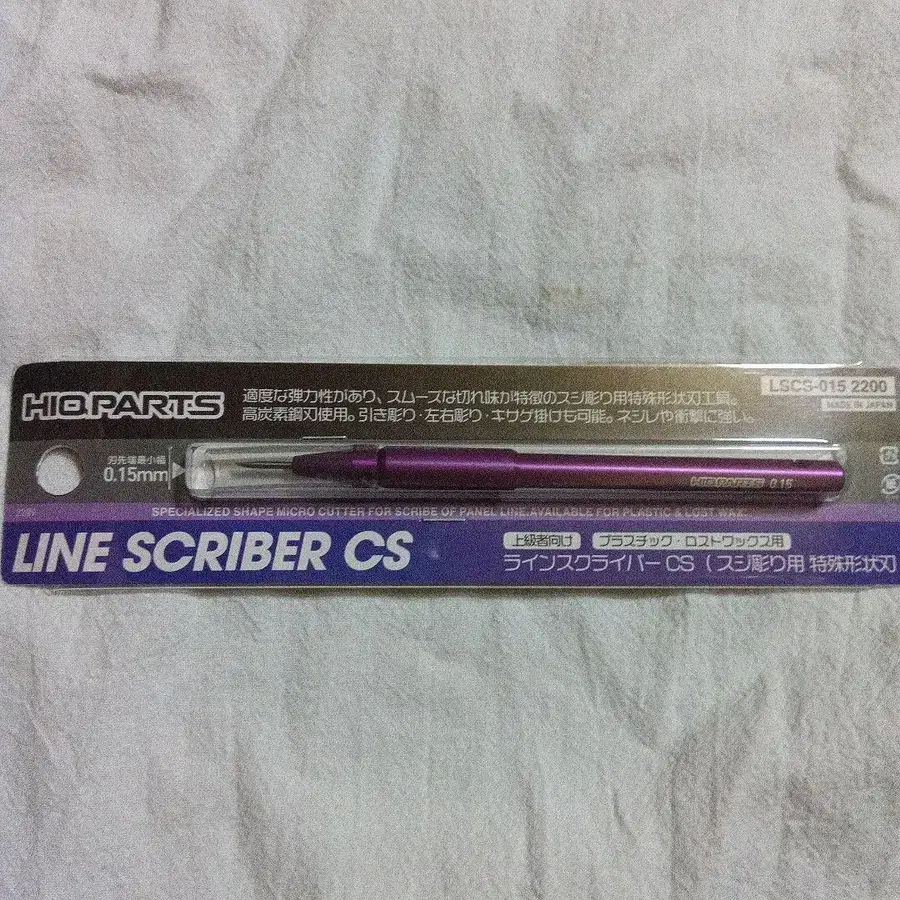 HIQPARTS
適度な弾力性があり、スムーズな切れ味が特徴のスジ彫り用特殊形状刃工具。
高炭素鋼刃使用。引き彫り・左右彫り・キサゲ掛けも可能。ネジレや衝撃に強い。
LSCS-015 2200
MADE IN JAPAN
刃先端最小幅
0.15mm
HIQPARTS 0.15
SPECIALIZED SHAPE MICRO CUTTER FOR SCRIBE OF PANEL LINE.AVAILABLE FOR PLASTIC & LOST WAX.
LINE SCRIBER CS
上級者向け
プラスチック・ロストワックス用
ラインスクライバー CS ( スジ彫り用 特殊形状刃